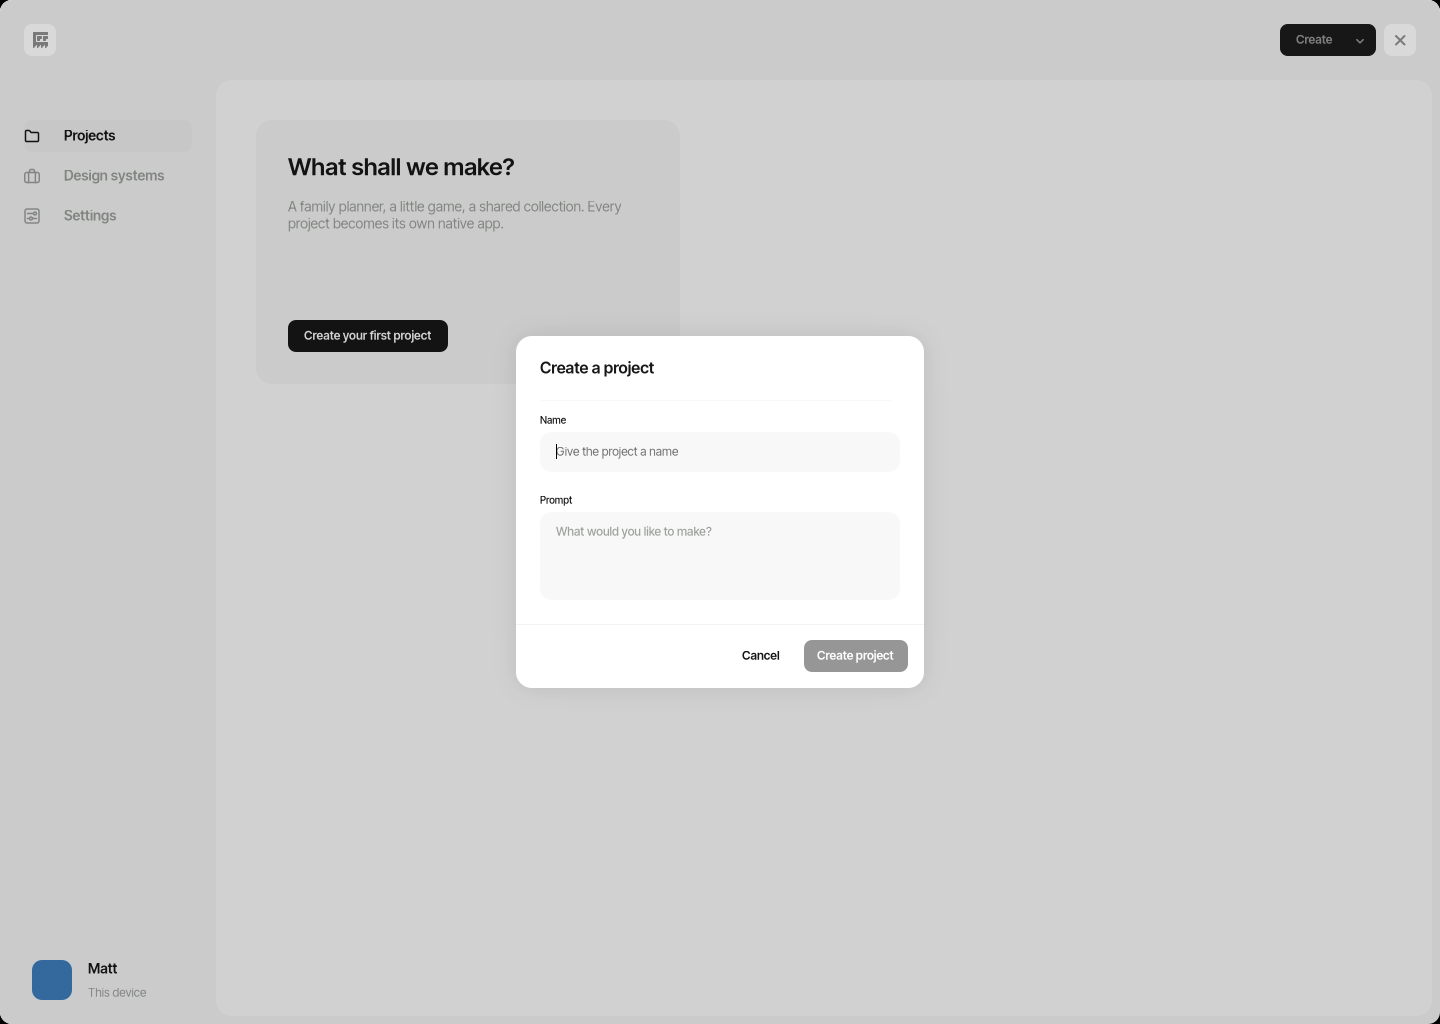 Create
Projects
Design systems
Settings
What shall we make?
A family planner, a little game, a shared collection. Every
project becomes its own native app.
Create your first project
Create a project
Name
Give the project a name
Prompt
What would you like to make?
Cancel
Create project
Matt
This device